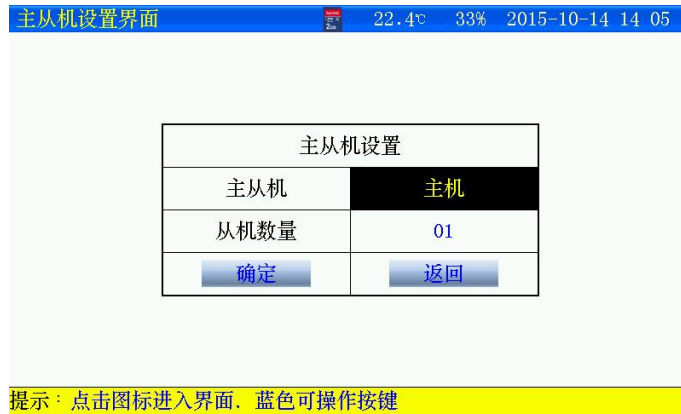 主从机设置界面 22.4℃ 33% 2015-10-14 14 05
主从机设置
主从机 主机
从机数量 01
确定 返回
提示：点击图标进入界面．蓝色可操作按键